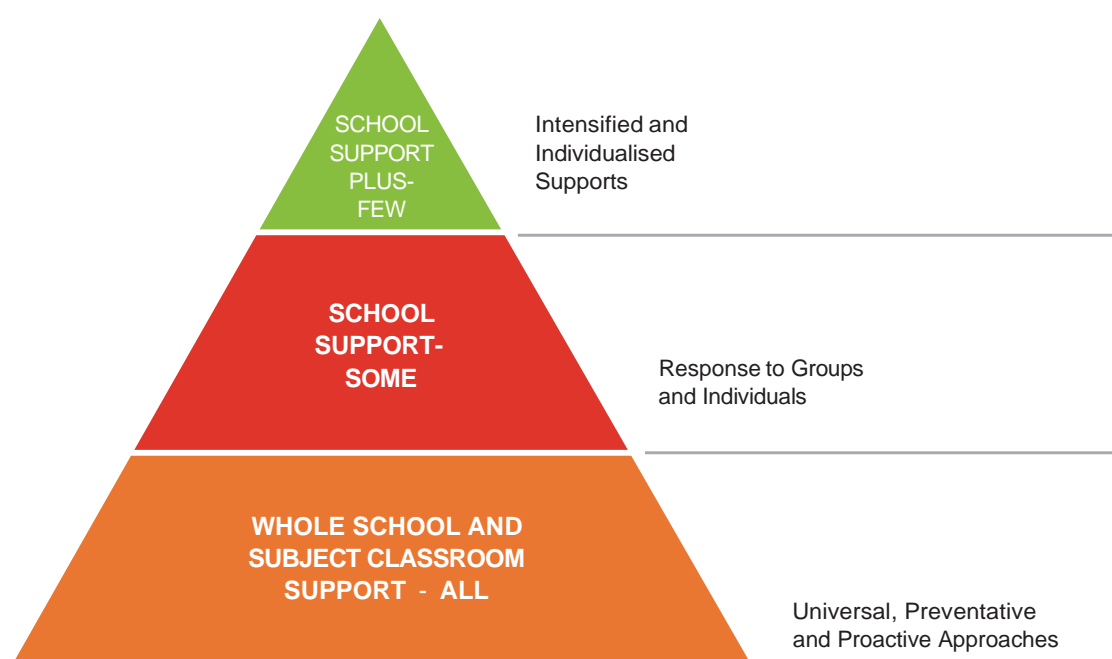 SCHOOL
SUPPORT
PLUS-
FEW
Intensified and
Individualised
Supports
SCHOOL
SUPPORT-
SOME
Response to Groups
and Individuals
WHOLE SCHOOL AND
SUBJECT CLASSROOM
SUPPORT - ALL
Universal, Preventative
and Proactive Approaches